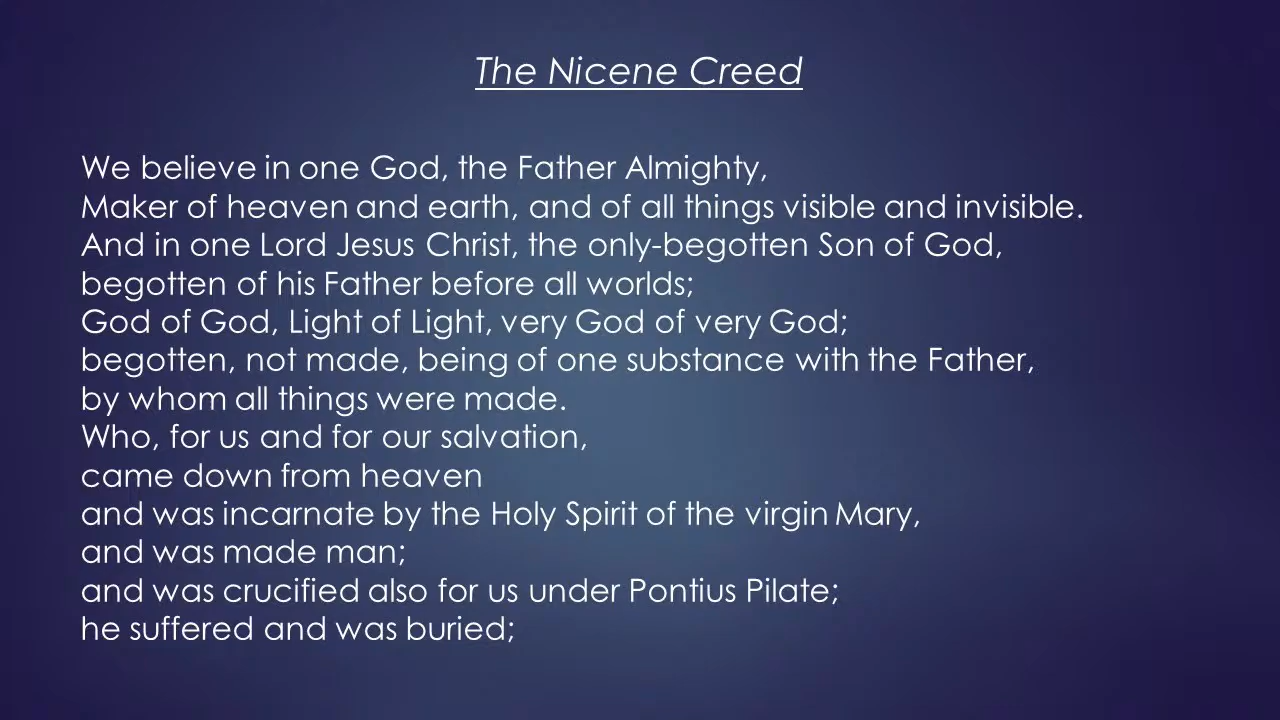 The Nicene Creed
We believe in one God, the Father Almighty,
Maker of heaven and earth, and of all things visible and invisible.
And in one Lord Jesus Christ, the only-begotten Son of God,
begotten of his Father before all worlds;
God of God, Light of Light, very God of very God;
begotten, not made, being of one substance with the Father,
by whom all things were made.
Who, for us and for our salvation,
came down from heaven
and was incarnate by the Holy Spirit of the virgin Mary,
and was made man;
and was crucified also for us under Pontius Pilate;
he suffered and was buried;